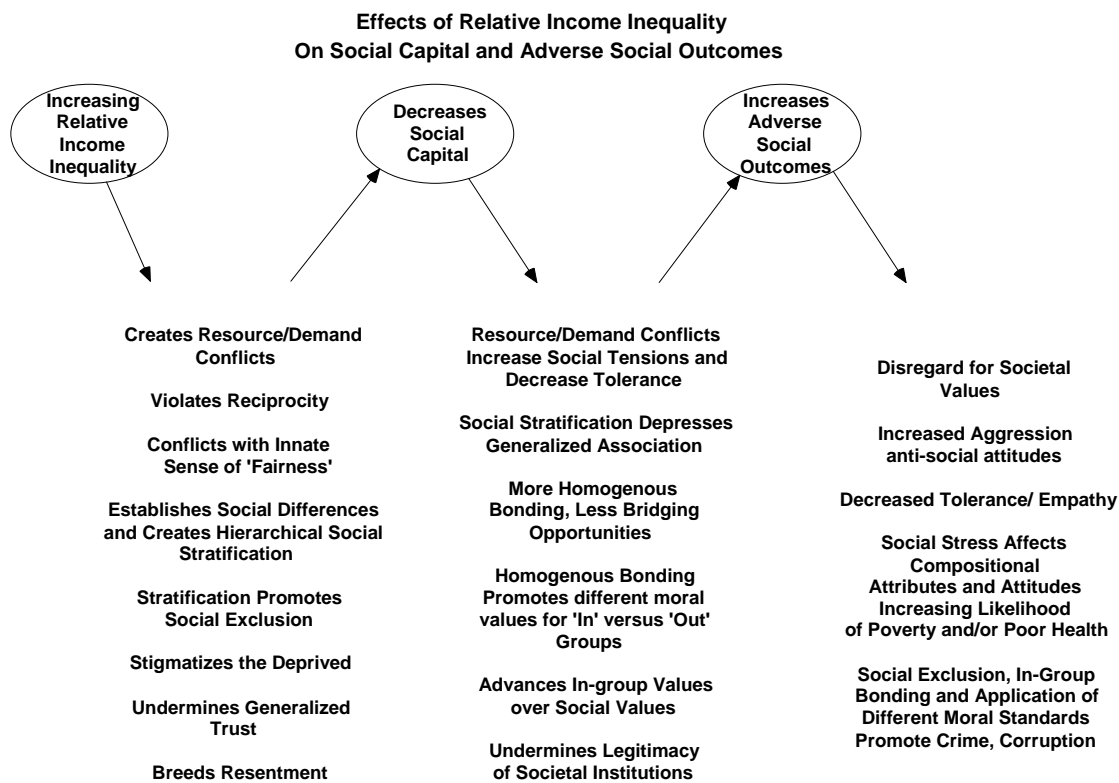 Effects of Relative Income Inequality
On Social Capital and Adverse Social Outcomes
Increasing
Relative
Income
Inequality
Decreases
Social
Capital
Increases
Adverse
Social
Outcomes
Creates Resource/Demand
Conflicts
Violates Reciprocity
Conflicts with Innate
Sense of 'Fairness'
Establishes Social Differences
and Creates Hierarchical Social
Stratification
Stratification Promotes
Social Exclusion
Stigmatizes the Deprived
Undermines Generalized
Trust
Breeds Resentment
Resource/Demand Conflicts
Increase Social Tensions and
Decrease Tolerance
Social Stratification Depresses
Generalized Association
More Homogenous
Bonding, Less Bridging
Opportunities
Homogenous Bonding
Promotes different moral
values for 'In' versus 'Out'
Groups
Advances In-group Values
over Social Values
Undermines Legitimacy
of Societal Institutions
Disregard for Societal
Values
Increased Aggression
anti-social attitudes
Decreased Tolerance/ Empathy
Social Stress Affects
Compositional
Attributes and Attitudes
Increasing Likelihood
of Poverty and/or Poor Health
Social Exclusion, In-Group
Bonding and Application of
Different Moral Standards
Promote Crime, Corruption